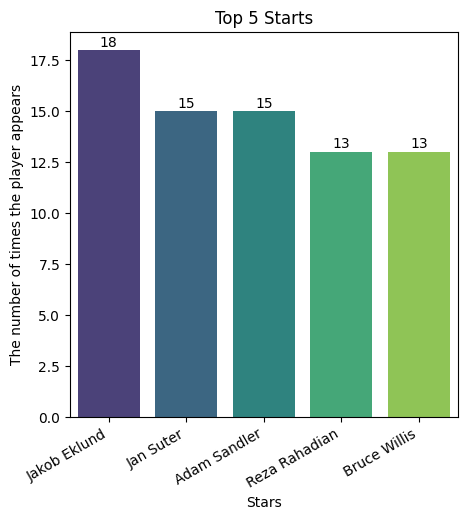 Top 5 Starts
The number of times the player appears
17.5
15.0
12.5
10.0
7.5
5.0
2.5
0.0
18
15
15
13
13
Jakob Eklund
Jan Suter
Adam Sandler
Reza Rahadian
Bruce Willis
Stars